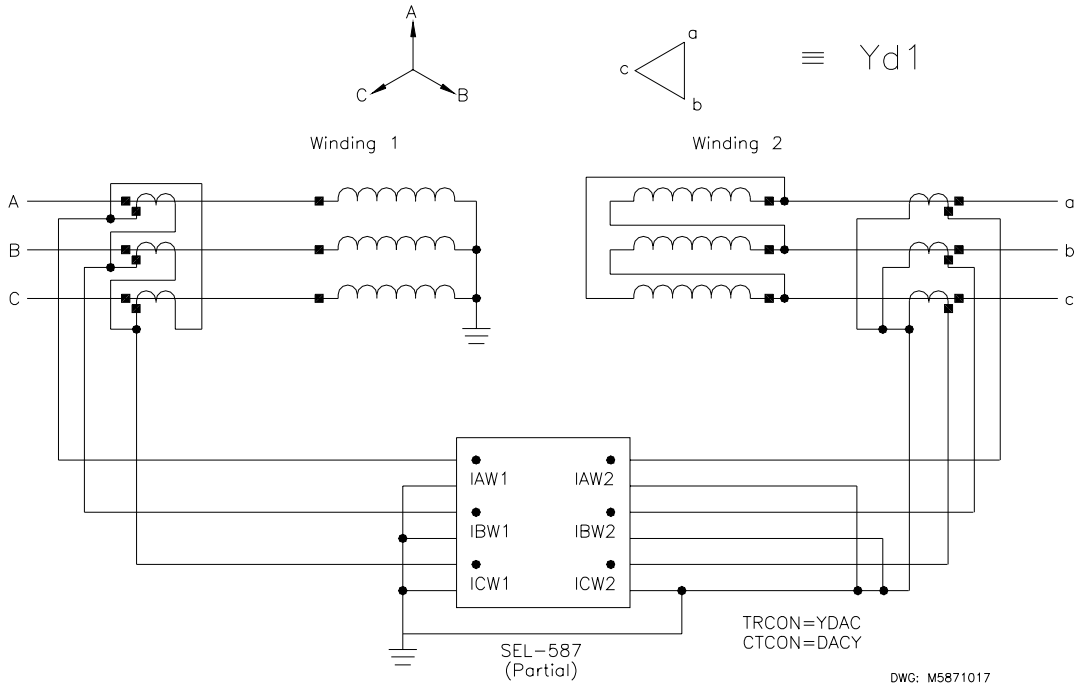 A
a
≡ Yd1
c
C
B
b
Winding 1
Winding 2
A
a
B
b
C
c
IAW1
IAW2
IBW1
IBW2
ICW1
ICW2
TRCON=YDAC
CTCON=DACY
SEL-587
(Partial)
DWG: M5871017